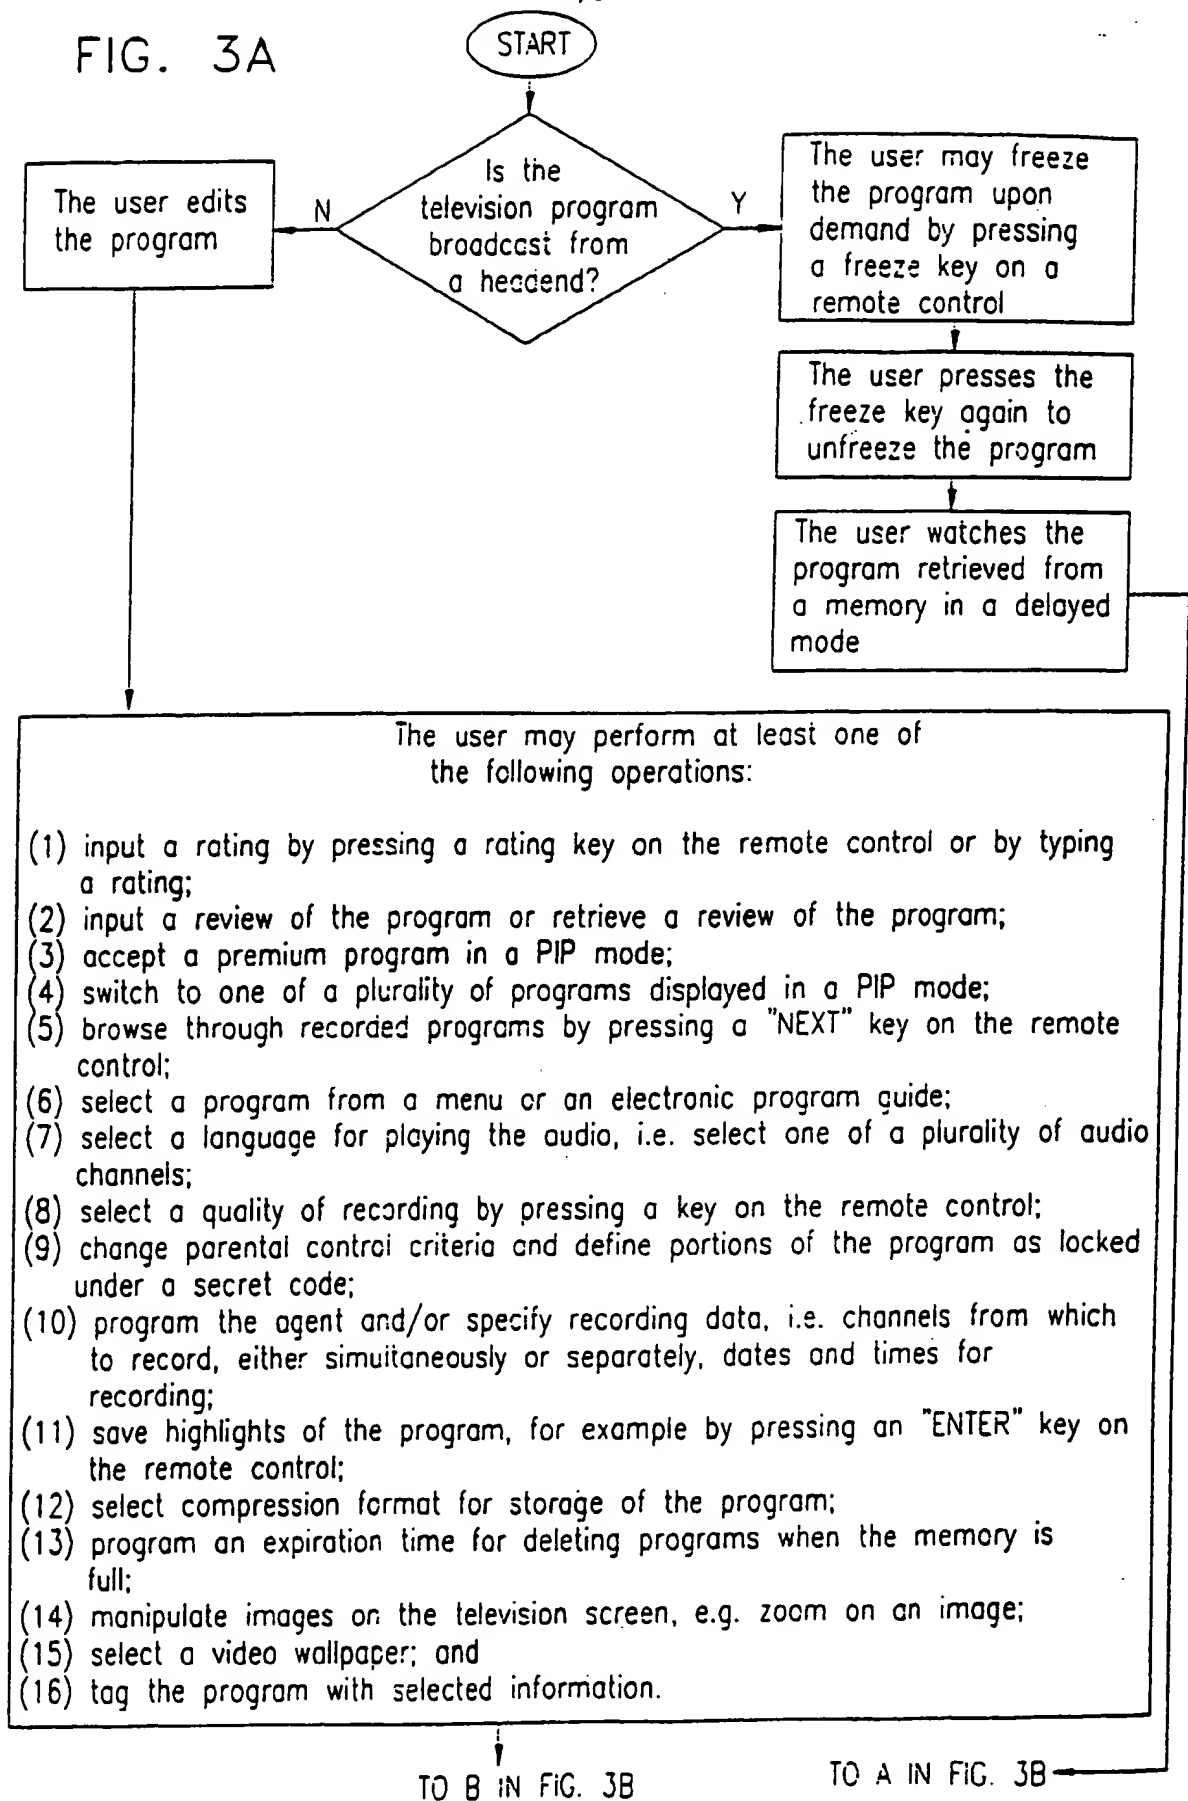 FIG. 3A
START
Is the
television program
broadcast from
a headend?
N
Y
The user edits
the program
The user may freeze
the program upon
demand by pressing
a freeze key on a
remote control
The user presses the
freeze key again to
unfreeze the program
The user watches the
program retrieved from
a memory in a delayed
mode
The user may perform at least one of
the following operations:
(1) input a rating by pressing a rating key on the remote control or by typing
a rating;
(2) input a review of the program or retrieve a review of the program;
(3) accept a premium program in a PIP mode;
(4) switch to one of a plurality of programs displayed in a PIP mode;
(5) browse through recorded programs by pressing a "NEXT" key on the remote
control;
(6) select a program from a menu or an electronic program guide;
(7) select a language for playing the audio, i.e. select one of a plurality of audio
channels;
(8) select a quality of recording by pressing a key on the remote control;
(9) change parental control criteria and define portions of the program as locked
under a secret code;
(10) program the agent and/or specify recording data, i.e. channels from which
to record, either simultaneously or separately, dates and times for
recording;
(11) save highlights of the program, for example by pressing an "ENTER" key on
the remote control;
(12) select compression format for storage of the program;
(13) program an expiration time for deleting programs when the memory is
full;
(14) manipulate images on the television screen, e.g. zoom on an image;
(15) select a video wallpaper; and
(16) tag the program with selected information.
TO B IN FIG. 3B
TO A IN FIG. 3B